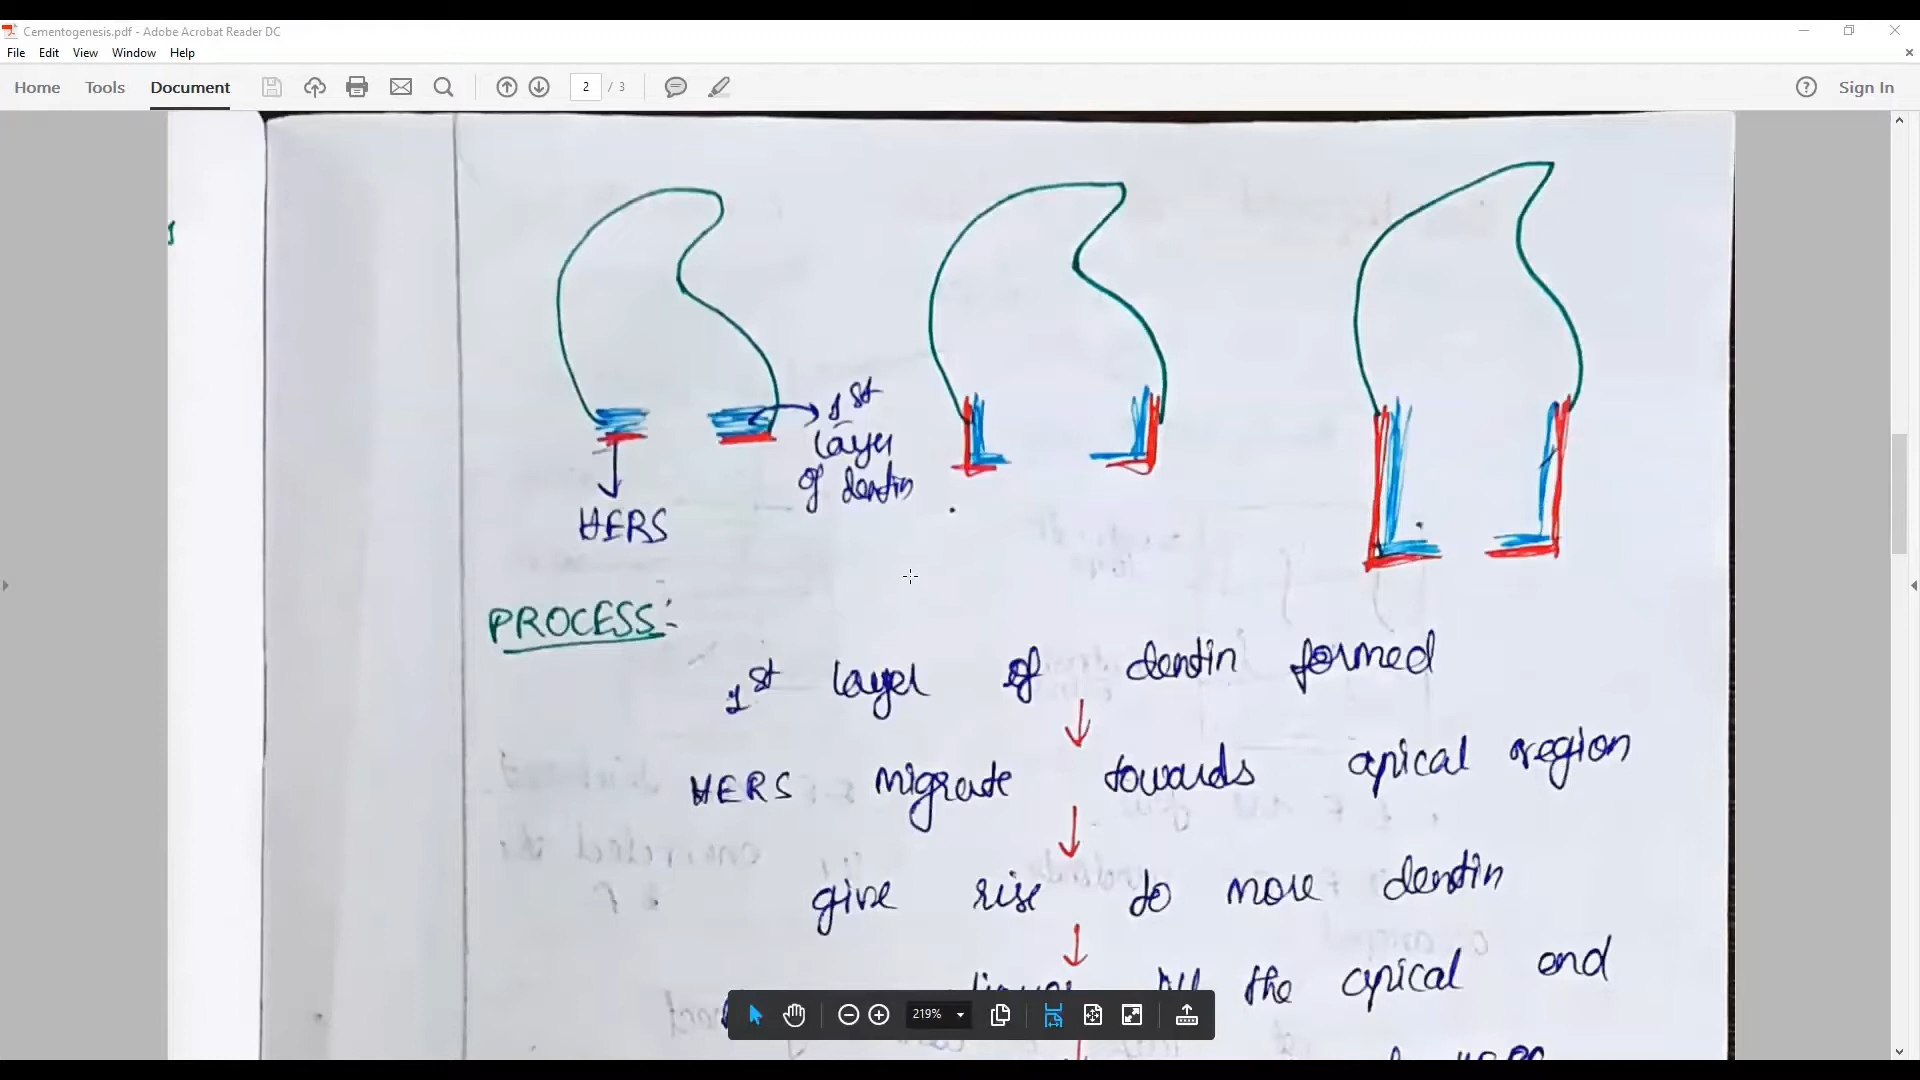 Cementogenesis.pdf - Adobe Acrobat Reader DC
File Edit View Window Help
Home Tools Document 2 / 3 Sign In
1st
layer
of dentin
HERS
PROCESS:-
1st layer of dentin formed
HERS migrate towards apical region
give rise to more dentin
till the apical end
219%